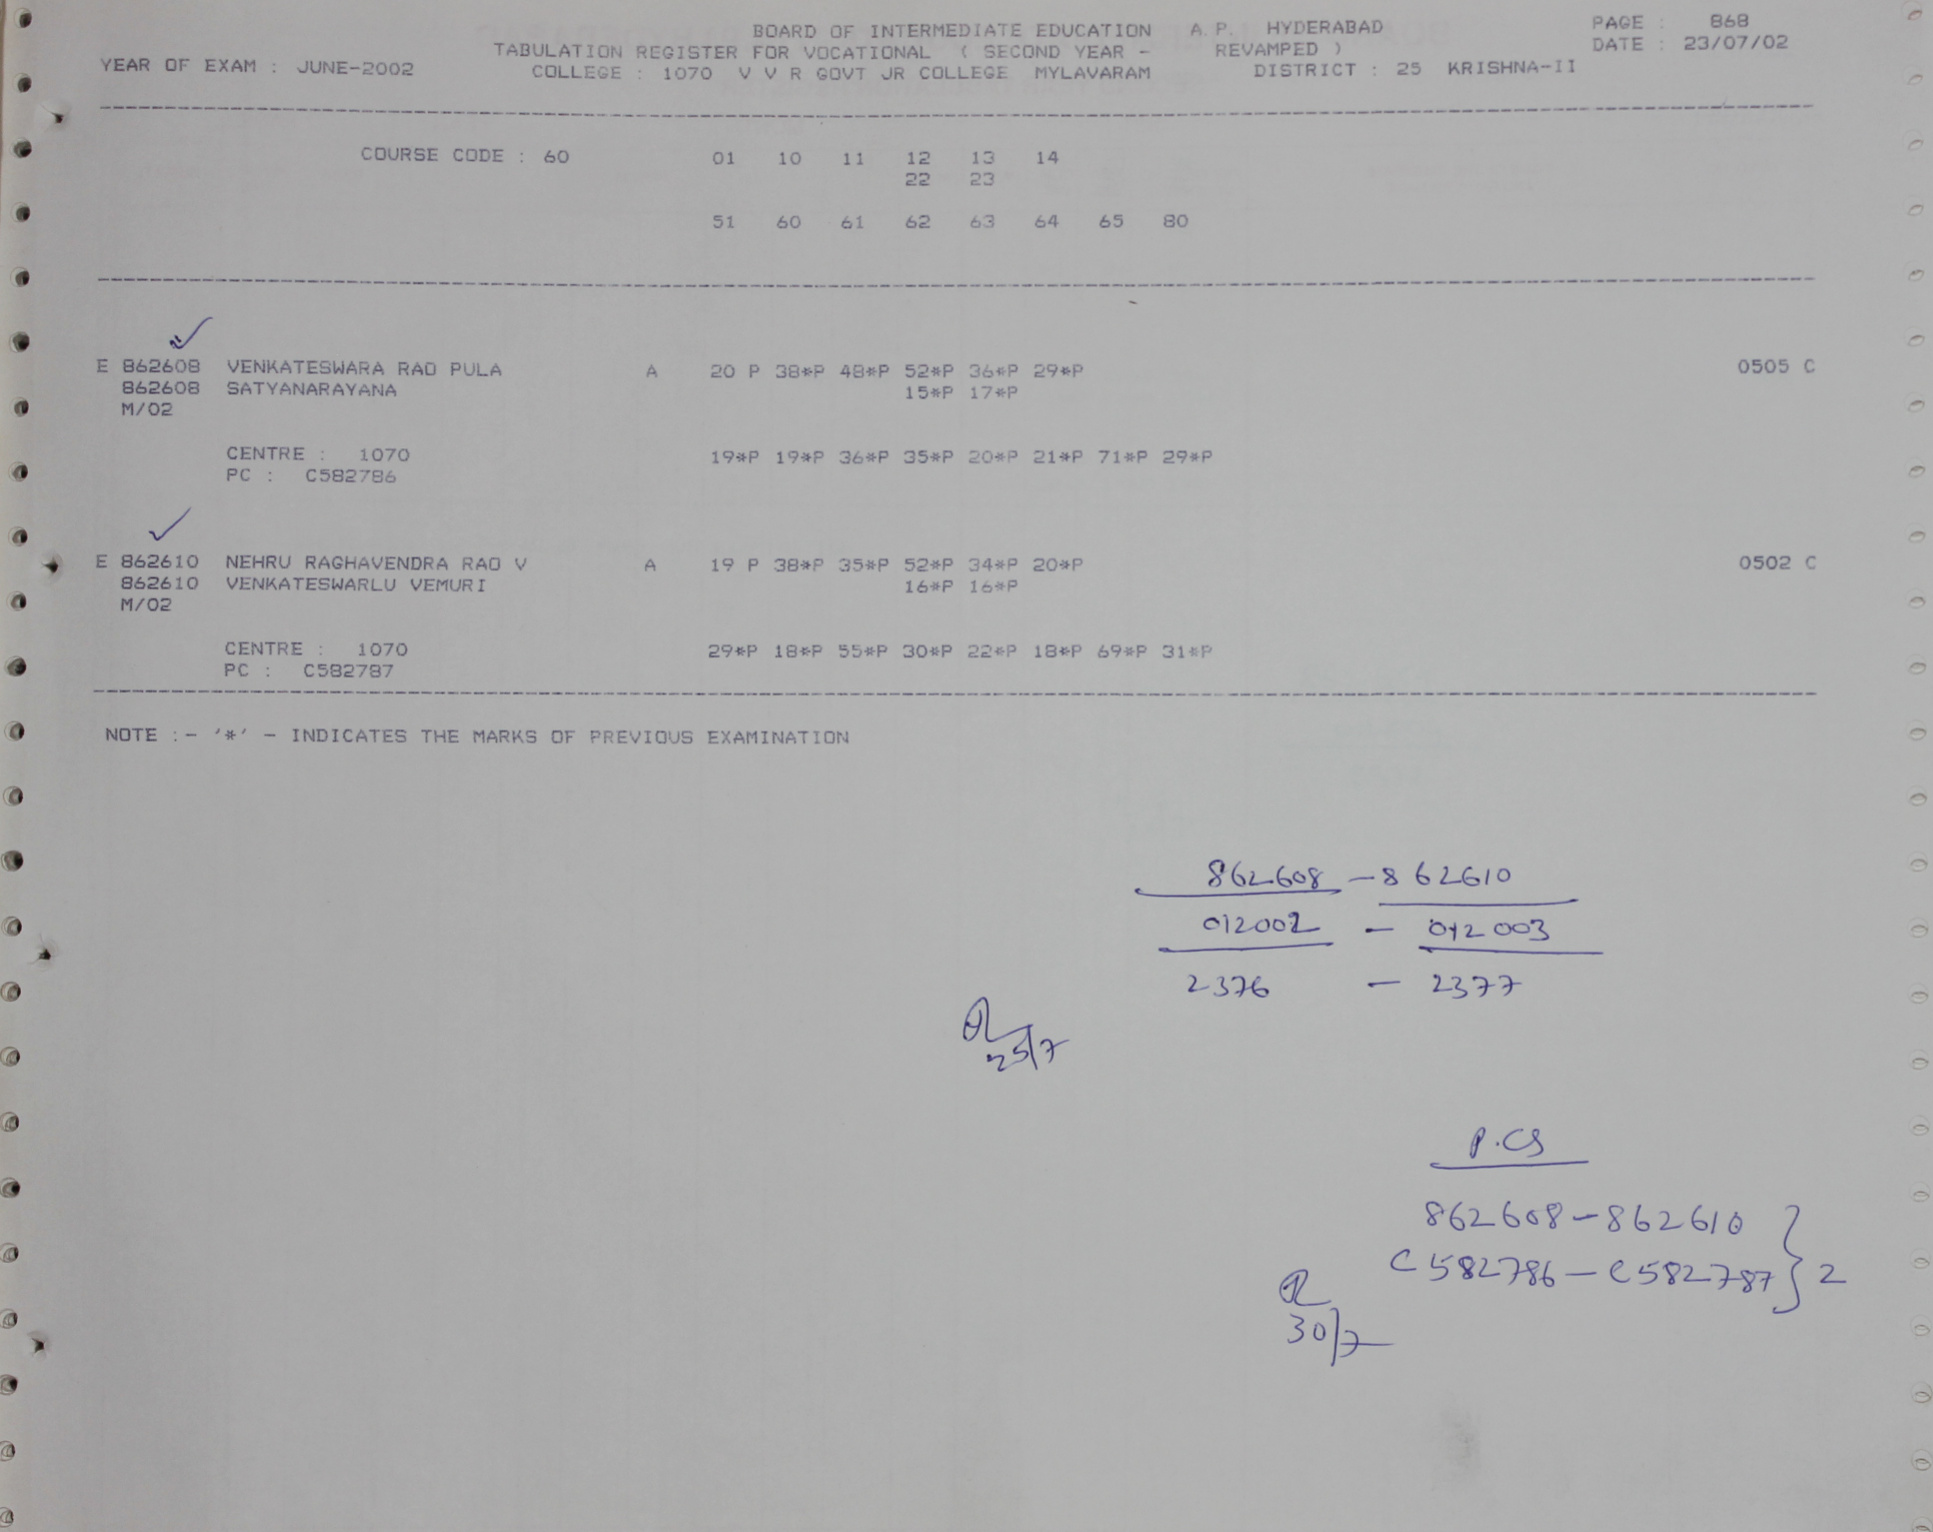 BOARD OF INTERMEDIATE EDUCATION A.P. HYDERABAD PAGE : 868
TABULATION REGISTER FOR VOCATIONAL ( SECOND YEAR - REVAMPED ) DATE : 23/07/02
YEAR OF EXAM : JUNE-2002 COLLEGE : 1070 V V R GOVT JR COLLEGE MYLAVARAM DISTRICT : 25 KRISHNA-II
COURSE CODE : 60 01 10 11 12 13 14
22 23
51 60 61 62 63 64 65 80
E 862608 VENKATESWARA RAO PULA A 20 P 38*P 48*P 52*P 36*P 29*P 0505 C
862608 SATYANARAYANA 15*P 17*P
M/02
CENTRE : 1070 19*P 19*P 36*P 35*P 20*P 21*P 71*P 29*P
PC : C582786
E 862610 NEHRU RAGHAVENDRA RAO V A 19 P 38*P 35*P 52*P 34*P 20*P 0502 C
862610 VENKATESWARLU VEMURI 16*P 16*P
M/02
CENTRE : 1070 29*P 18*P 55*P 30*P 22*P 18*P 69*P 31*P
PC : C582787
NOTE :- '*' - INDICATES THE MARKS OF PREVIOUS EXAMINATION
862608 - 862610
012002 - 012003
2376 - 2377
25/7
P.CS
862608 - 862610
C582786 - C582787 } 2
30/7